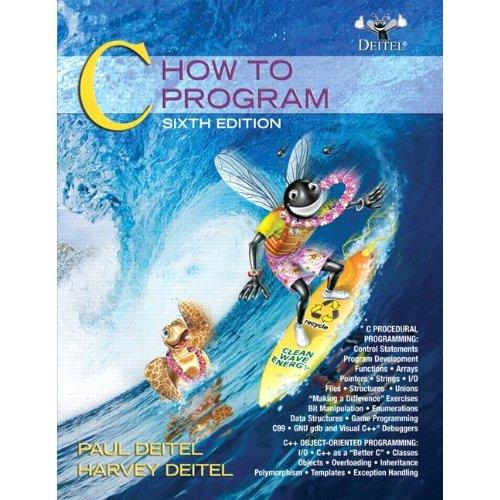 DEITEL®
C HOW TO
PROGRAM
SIXTH EDITION
recycle
CLEAN
WAVE
ENERGY
• C PROCEDURAL
PROGRAMMING:
Control Statements
Program Development
Functions • Arrays
Pointers • Strings • I/O
Files • Structures • Unions
"Making a Difference" Exercises
Bit Manipulation • Enumerations
Data Structures • Game Programming
C99 • GNU gdb and Visual C++® Debuggers
C++ OBJECT-ORIENTED PROGRAMMING:
I/O • C++ as a "Better C" • Classes
Objects • Overloading • Inheritance
Polymorphism • Templates • Exception Handling
PAUL DEITEL
HARVEY DEITEL